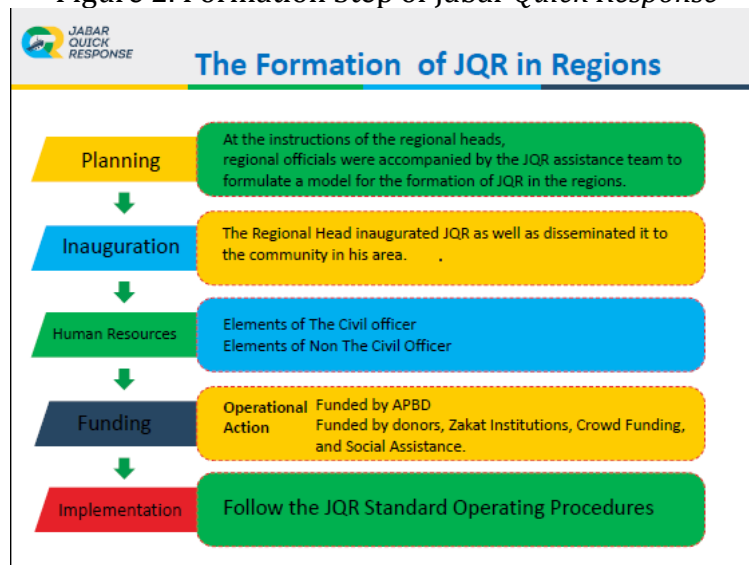 Figure 2. Formation Step of Jabar Quick Response
JABAR
QUICK
RESPONSE
The Formation of JQR in Regions
Planning
At the instructions of the regional heads,
regional officials were accompanied by the JQR assistance team to
formulate a model for the formation of JQR in the regions.
Inauguration
The Regional Head inaugurated JQR as well as disseminated it to
the community in his area. .
Human Resources
Elements of The Civil officer
Elements of Non The Civil Officer
Funding
Operational Funded by APBD
Action Funded by donors, Zakat Institutions, Crowd Funding,
and Social Assistance.
Implementation
Follow the JQR Standard Operating Procedures